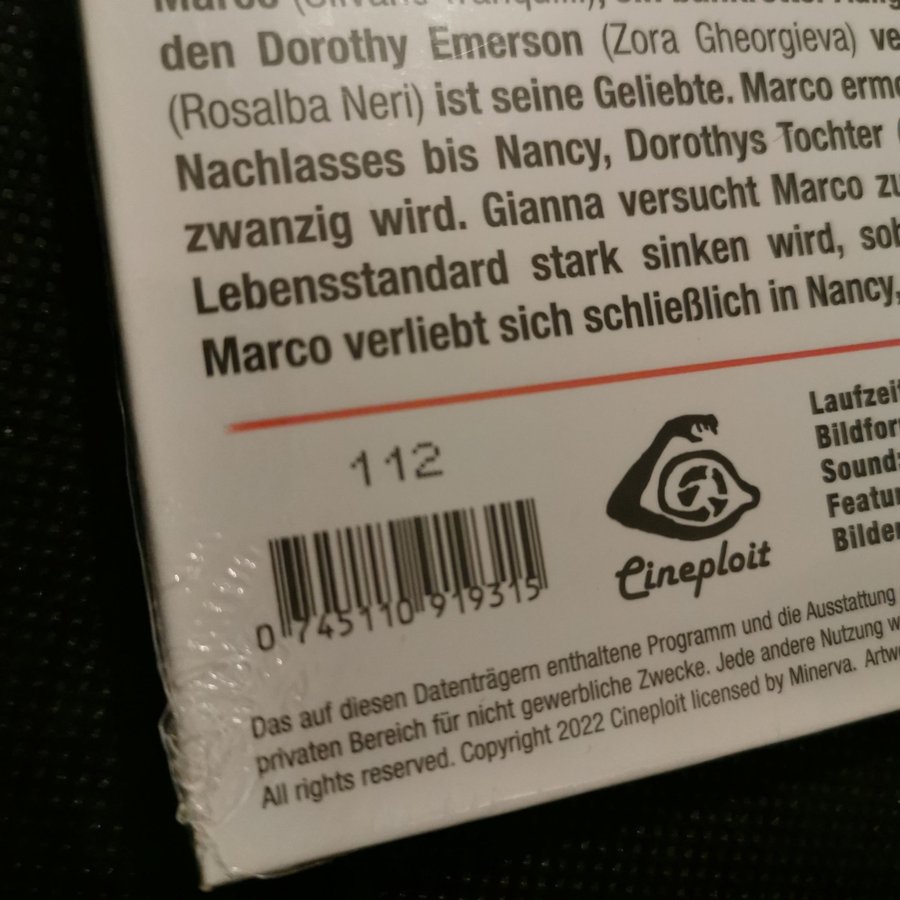 den Dorothy Emerson (Zora Gheorgieva)
(Rosalba Neri) ist seine Geliebte. Marco
Nachlasses bis Nancy, Dorothys Tochter
zwanzig wird. Gianna versucht Marco
Lebensstandard stark sinken wird,
Marco verliebt sich schließlich in Nancy,
112
0 745110 919315
Cineploit
Sound:
Das auf diesen Datenträgern enthaltene Programm und die Ausstattung
privaten Bereich für nicht gewerbliche Zwecke. Jede andere Nutzung
All rights reserved. Copyright 2022 Cineploit licensed by Minerva.